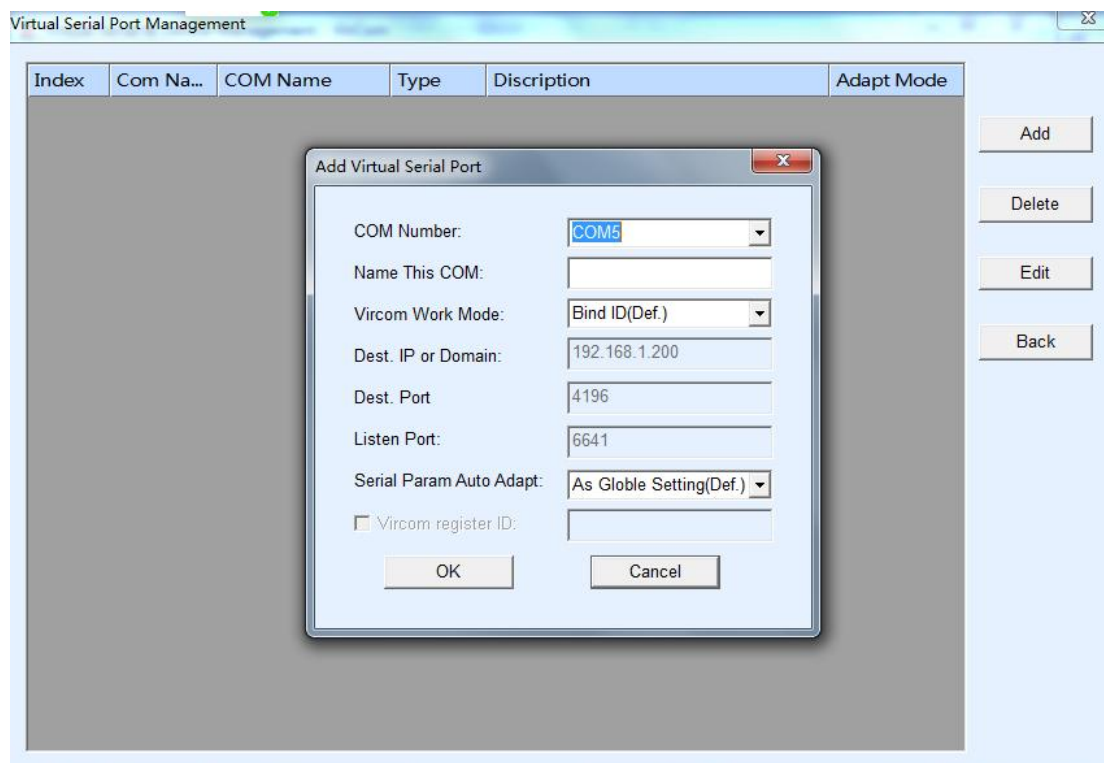 Virtual Serial Port Management
Index Com Na... COM Name Type Discription Adapt Mode
Add
Delete
Edit
Back
Add Virtual Serial Port
COM Number: COM5
Name This COM:
Vircom Work Mode: Bind ID(Def.)
Dest. IP or Domain: 192.168.1.200
Dest. Port 4196
Listen Port: 6641
Serial Param Auto Adapt: As Globle Setting(Def.)
Vircom register ID:
OK Cancel